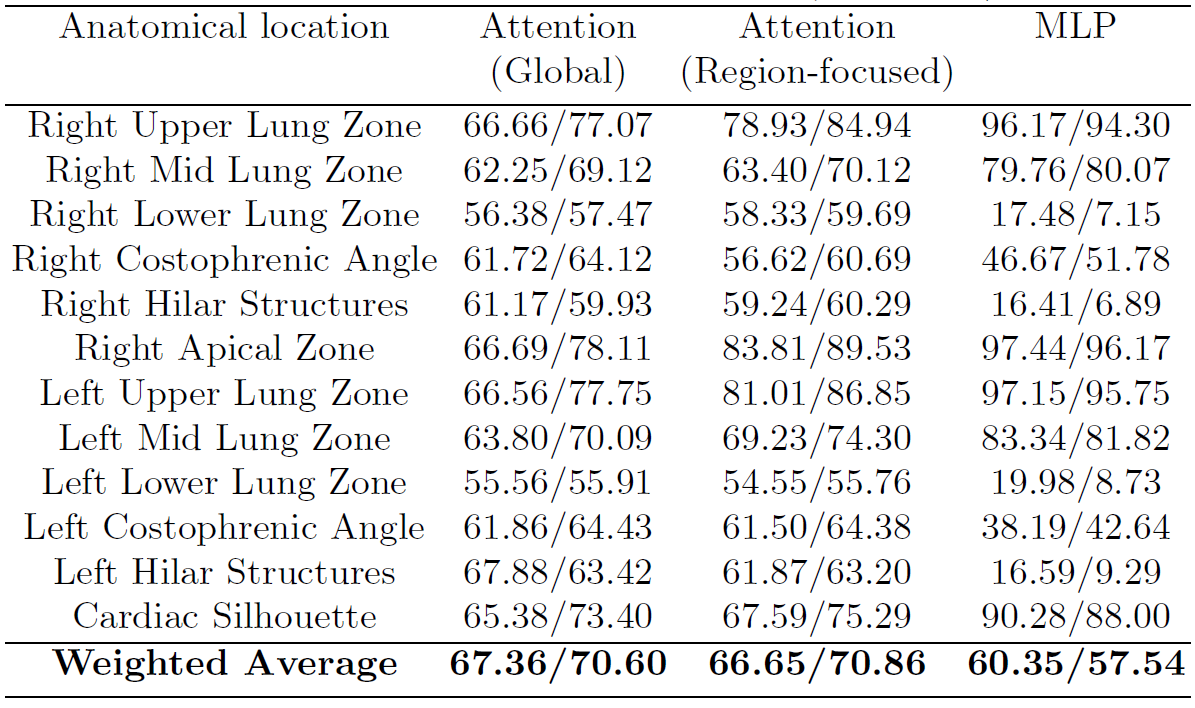 Anatomical location Attention Attention MLP
(Global) (Region-focused)
Right Upper Lung Zone 66.66/77.07 78.93/84.94 96.17/94.30
Right Mid Lung Zone 62.25/69.12 63.40/70.12 79.76/80.07
Right Lower Lung Zone 56.38/57.47 58.33/59.69 17.48/7.15
Right Costophrenic Angle 61.72/64.12 56.62/60.69 46.67/51.78
Right Hilar Structures 61.17/59.93 59.24/60.29 16.41/6.89
Right Apical Zone 66.69/78.11 83.81/89.53 97.44/96.17
Left Upper Lung Zone 66.56/77.75 81.01/86.85 97.15/95.75
Left Mid Lung Zone 63.80/70.09 69.23/74.30 83.34/81.82
Left Lower Lung Zone 55.56/55.91 54.55/55.76 19.98/8.73
Left Costophrenic Angle 61.86/64.43 61.50/64.38 38.19/42.64
Left Hilar Structures 67.88/63.42 61.87/63.20 16.59/9.29
Cardiac Silhouette 65.38/73.40 67.59/75.29 90.28/88.00
Weighted Average 67.36/70.60 66.65/70.86 60.35/57.54